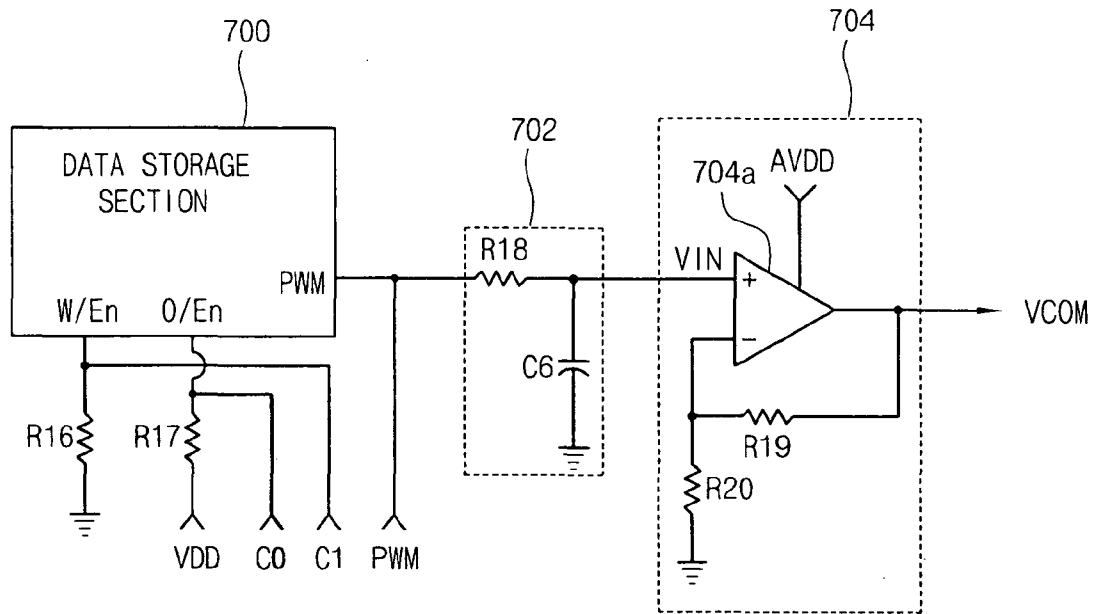 700
704
DATA STORAGE
SECTION
702
704a
AVDD
R18
VIN
+
PWM
W/En
O/En
−
VCOM
C6
R16
R17
R19
R20
VDD
C0
C1
PWM